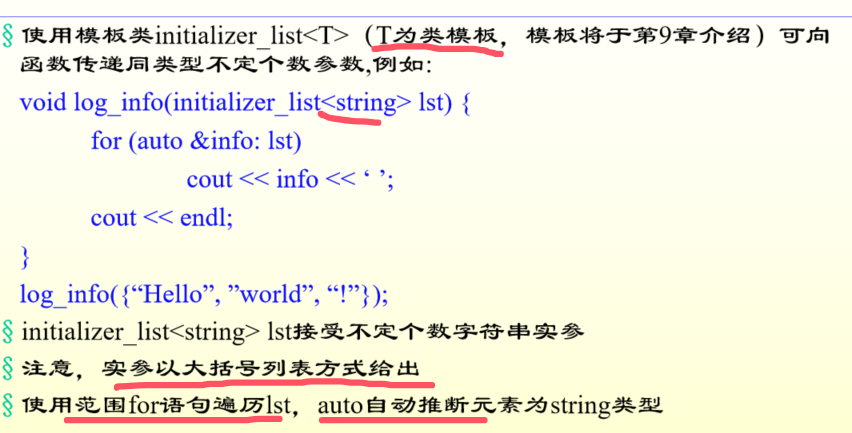 § 使用模板类initializer_list<T>（T为类模板，模板将于第9章介绍）可向
函数传递同类型不定个数参数,例如:
void log_info(initializer_list<string> lst) {
for (auto &info: lst)
cout << info << ‘ ’;
cout << endl;
}
log_info({“Hello”, ”world”, “!”});
§ initializer_list<string> lst接受不定个数字符串实参
§ 注意，实参以大括号列表方式给出
§ 使用范围for语句遍历lst，auto自动推断元素为string类型